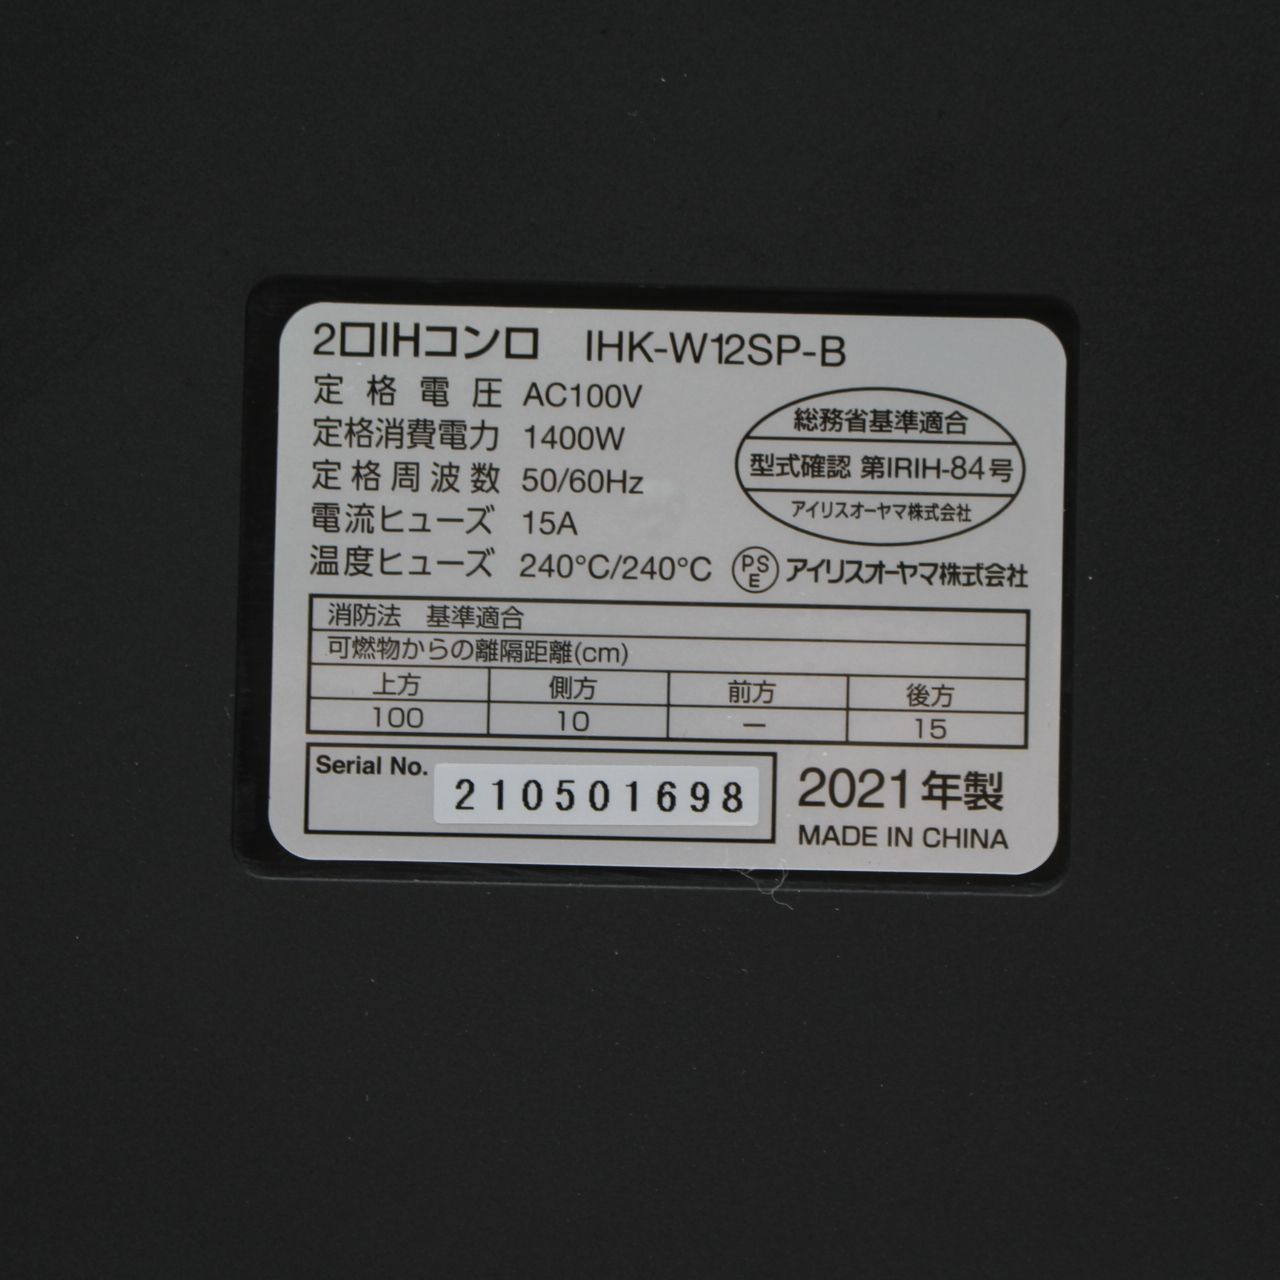 2口IHコンロ IHK-W12SP-B
定格電圧 AC100V
定格消費電力 1400W
定格周波数 50/60Hz
電流ヒューズ 15A
温度ヒューズ 240°C/240°C
総務省基準適合
型式確認 第IRIH-84号
アイリスオーヤマ株式会社
PSE アイリスオーヤマ株式会社
消防法 基準適合
可燃物からの離隔距離(cm)
上方 側方 前方 後方
100 10 — 15
Serial No. 210501698
2021年製
MADE IN CHINA